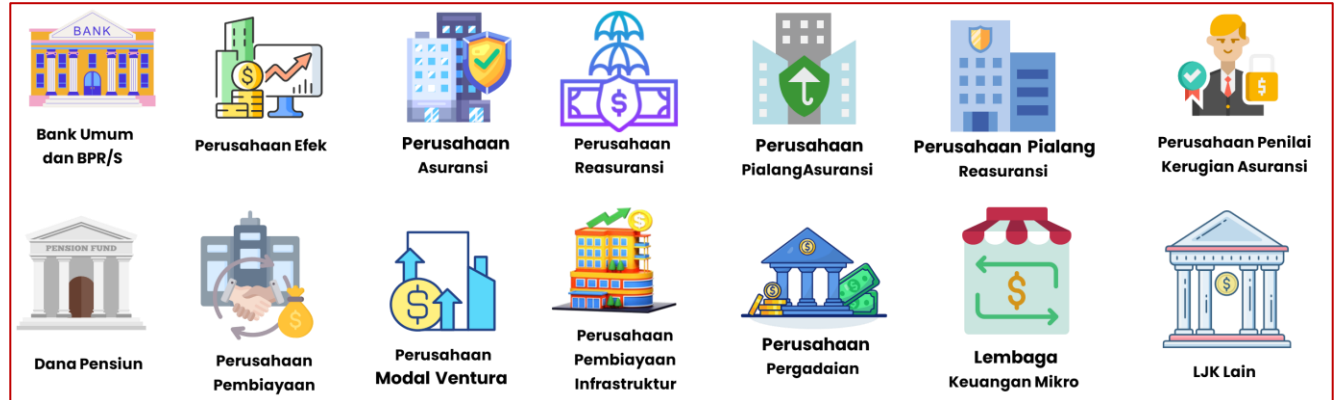 BANK
Bank Umum
dan BPR/S
Perusahaan Efek
Perusahaan
Asuransi
Perusahaan
Reasuransi
Perusahaan
PialangAsuransi
Perusahaan Pialang
Reasuransi
Perusahaan Penilai
Kerugian Asuransi
PENSION FUND
Dana Pensiun
Perusahaan
Pembiayaan
Perusahaan
Modal Ventura
Perusahaan
Pembiayaan
Infrastruktur
Perusahaan
Pergadaian
Lembaga
Keuangan Mikro
LJK Lain